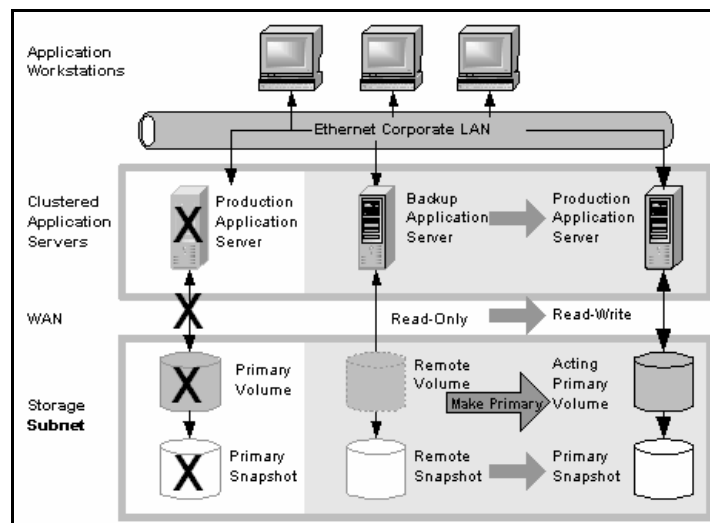 Application
Workstations
Ethernet Corporate LAN
Clustered
Application
Servers
X
Production
Application
Server
Backup
Application
Server
Production
Application
Server
WAN
X
Read-Only
Read-Write
Storage
Subnet
X
Primary
Volume
Remote
Volume
Make Primary
Acting
Primary
Volume
X
Primary
Snapshot
Remote
Snapshot
Primary
Snapshot